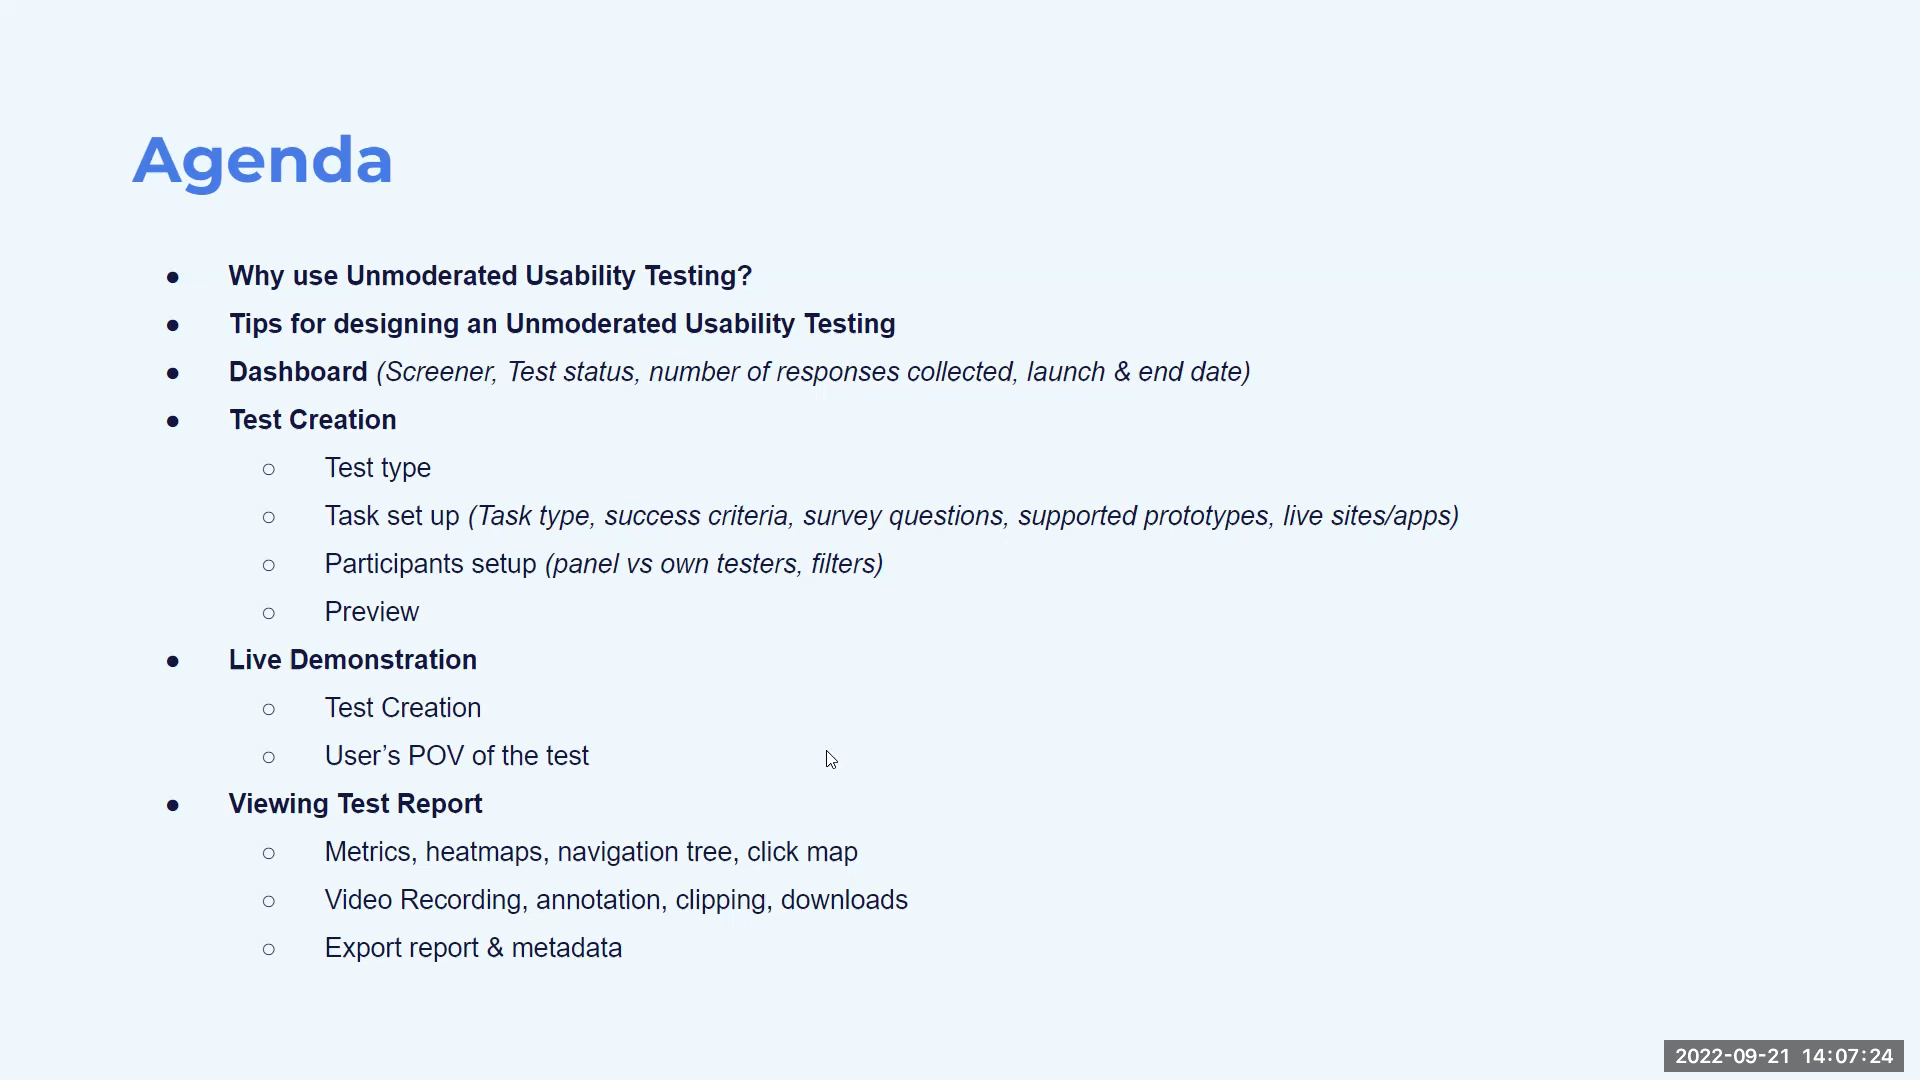 Agenda
● Why use Unmoderated Usability Testing?
● Tips for designing an Unmoderated Usability Testing
● Dashboard (Screener, Test status, number of responses collected, launch & end date)
● Test Creation
○ Test type
○ Task set up (Task type, success criteria, survey questions, supported prototypes, live sites/apps)
○ Participants setup (panel vs own testers, filters)
○ Preview
● Live Demonstration
○ Test Creation
○ User’s POV of the test
● Viewing Test Report
○ Metrics, heatmaps, navigation tree, click map
○ Video Recording, annotation, clipping, downloads
○ Export report & metadata
2022-09-21 14:07:24